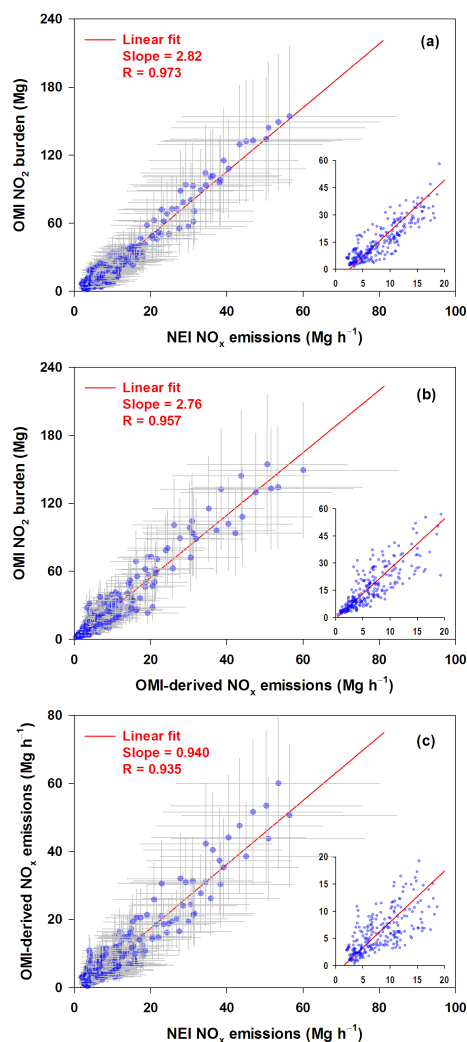 240
180
120
60
0
OMI NO₂ burden (Mg)
Linear fit
Slope = 2.82
R = 0.973
(a)
60
45
30
15
0
0 5 10 15 20
0 20 40 60 80 100
NEI NOₓ emissions (Mg h⁻¹)
240
180
120
60
0
OMI NO₂ burden (Mg)
Linear fit
Slope = 2.76
R = 0.957
(b)
60
45
30
15
0
0 5 10 15 20
0 20 40 60 80 100
OMI-derived NOₓ emissions (Mg h⁻¹)
80
60
40
20
0
OMI-derived NOₓ emissions (Mg h⁻¹)
Linear fit
Slope = 0.940
R = 0.935
(c)
20
15
10
5
0
0 5 10 15 20
0 20 40 60 80 100
NEI NOₓ emissions (Mg h⁻¹)